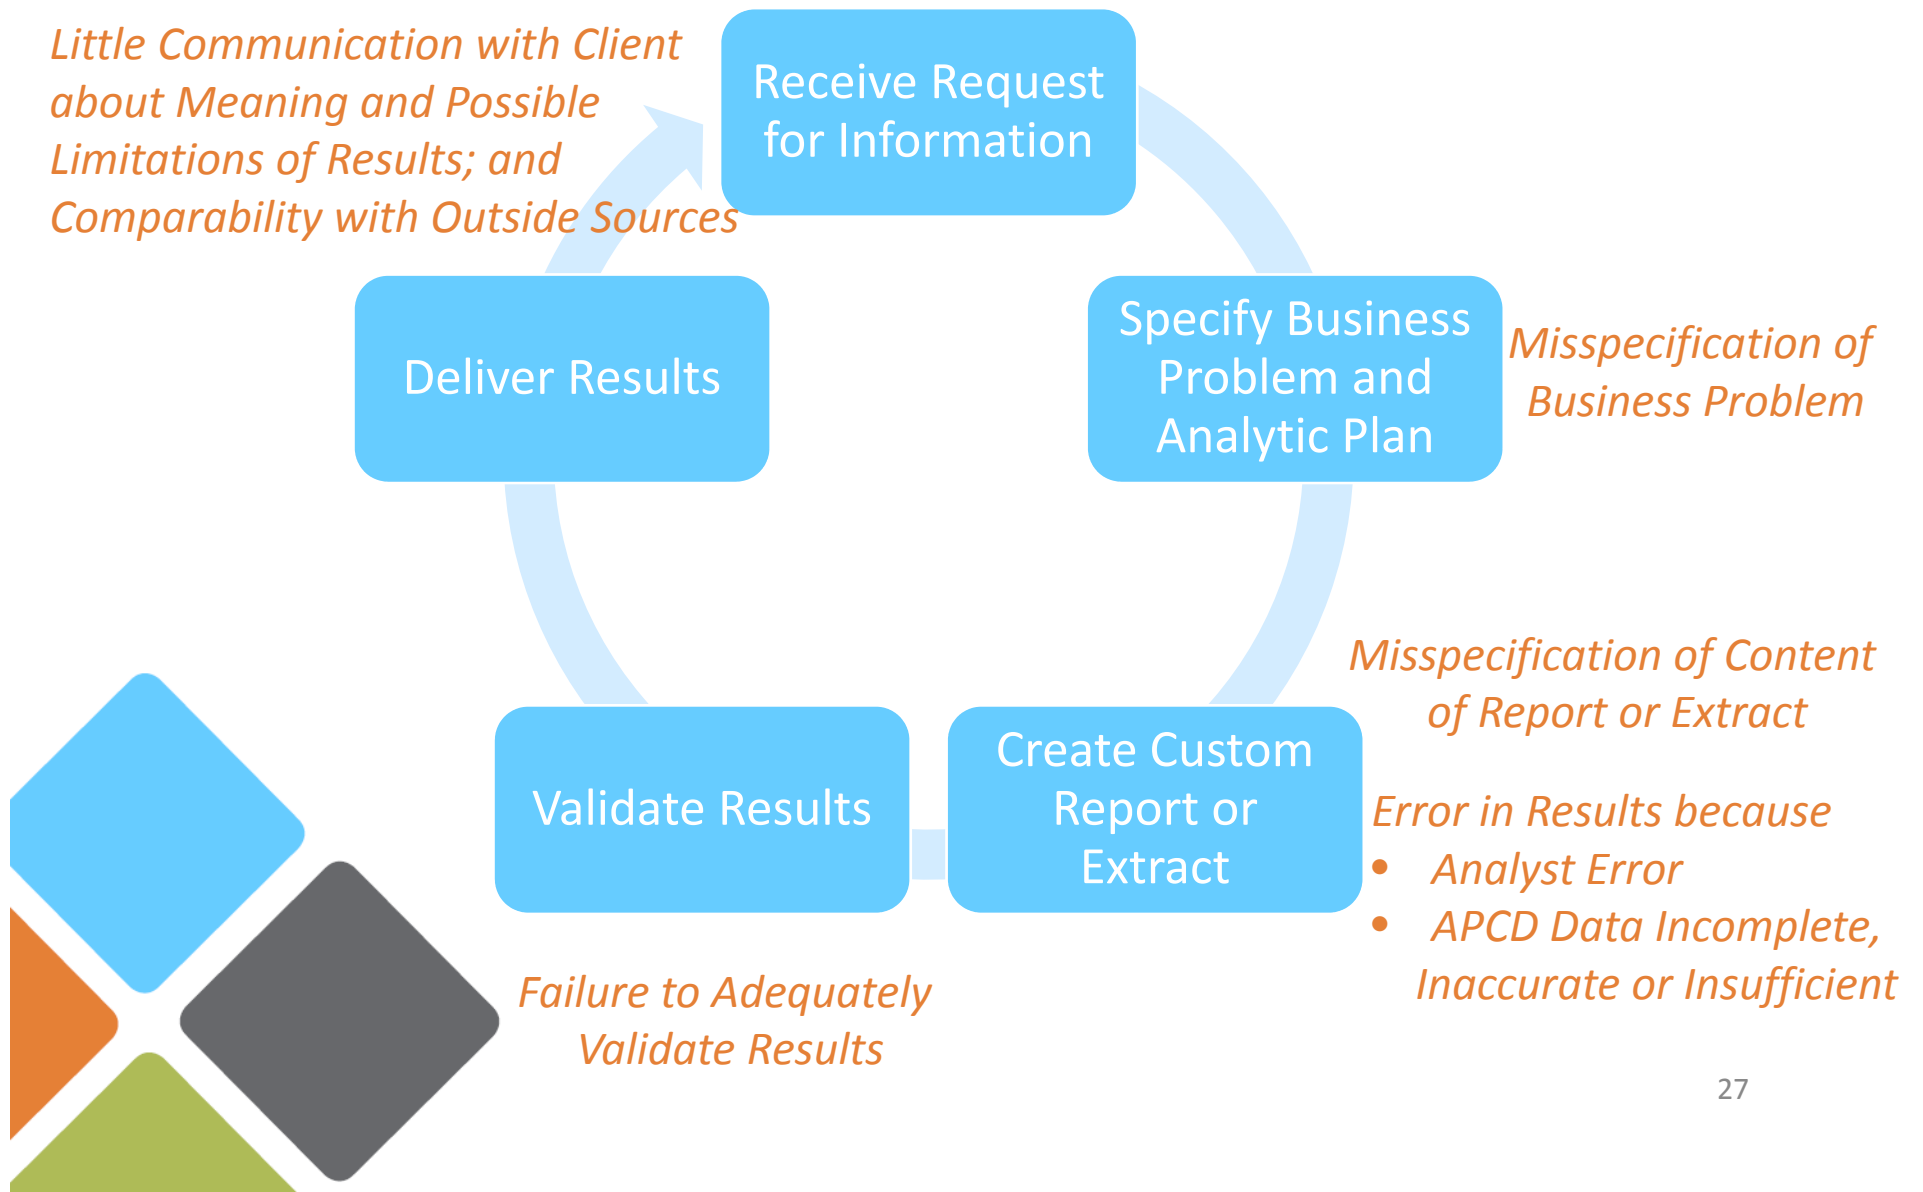 Little Communication with Client
about Meaning and Possible
Limitations of Results; and
Comparability with Outside Sources
Receive Request
for Information
Specify Business
Problem and
Analytic Plan
Misspecification of
Business Problem
Deliver Results
Misspecification of Content
of Report or Extract
Create Custom
Report or
Extract
Error in Results because
• Analyst Error
• APCD Data Incomplete,
Inaccurate or Insufficient
Validate Results
Failure to Adequately
Validate Results
27